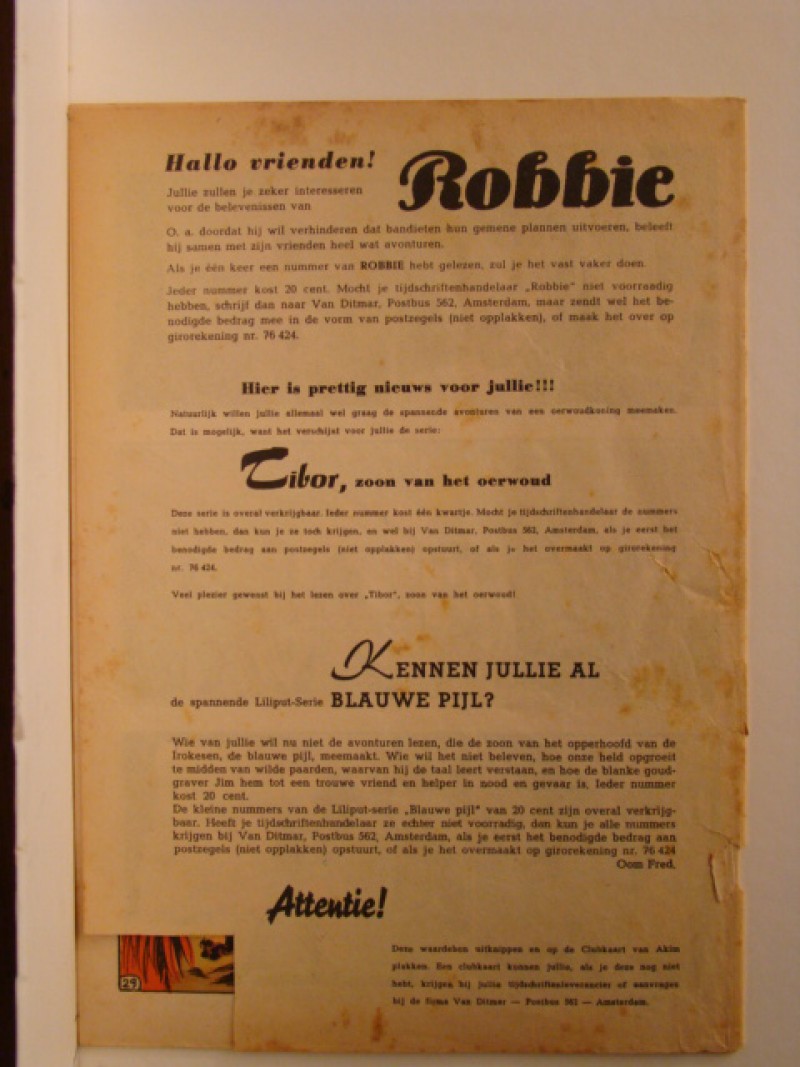 Hallo vrienden!
Robbie
Jullie zullen je zeker interesseren
voor de belevenissen van
O. a. doordat hij wil verhinderen dat bandieten hun gemene plannen uitvoeren, beleeft
hij samen met zijn vrienden heel wat avonturen.
Als je één keer een nummer van ROBBIE hebt gelezen, zul je het vast vaker doen.
Jeder nummer kost 20 cent. Mocht je tijdschriftenhandelaar „Robbie" niet voorradig
hebben, schrijf dan naar Van Ditmar, Postbus 562, Amsterdam, maar zendt wel het be-
nodigde bedrag mee in de vorm van postzegels (niet opplakken), of maak het over op
girorekening nr. 76 424.
Hier is prettig nieuws voor jullie!!!
Natuurlijk willen jullie allemaal wel graag de spannende avonturen van een oerwoudkoning meemaken.
Dat is mogelijk, want het verschijnt voor jullie de serie:
Tibor, zoon van het oerwoud
Deze serie is overal verkrijgbaar. Ieder nummer kost één kwartje. Mocht je tijdschriftenhandelaar de nummers
niet hebben, dan kun je ze toch krijgen, en wel bij Van Ditmar, Postbus 562, Amsterdam, als je eerst het
benodigde bedrag aan postzegels (niet opplakken) opstuurt, of als je het overmaakt op girorekening
nr. 76 424.
Veel plezier gewenst bij het lezen over „Tibor", zoon van het oerwoud!
KENNEN JULLIE AL
de spannende Liliput-Serie BLAUWE PIJL?
Wie van jullie wil nu niet de avonturen lezen, die de zoon van het opperhoofd van de
Irokesen, de blauwe pijl, meemaakt. Wie wil het niet beleven, hoe onze held opgroeit
te midden van wilde paarden, waarvan hij de taal leert verstaan, en hoe de blanke goud-
graver Jim hem tot een trouwe vriend en helper in nood en gevaar is. Ieder nummer
kost 20 cent.
De kleine nummers van de Liliput-serie „Blauwe pijl" van 20 cent zijn overal verkrijg-
baar. Heeft je tijdschriftenhandelaar ze echter niet voorradig, dan kun je alle nummers
krijgen bij Van Ditmar, Postbus 562, Amsterdam, als je eerst het benodigde bedrag aan
postzegels (niet opplakken) opstuurt, of als je het overmaakt op girorekening nr. 76 424
Oom Fred.
Attentie!
Deze waardebon uitknippen en op de Clubkaart van Akim
plakken. Een clubkaart kunnen jullie, als je deze nog niet
hebt, krijgen bij jullie tijdschriftenleverancier of aanvragen
bij de firma Van Ditmar — Postbus 562 — Amsterdam.
29